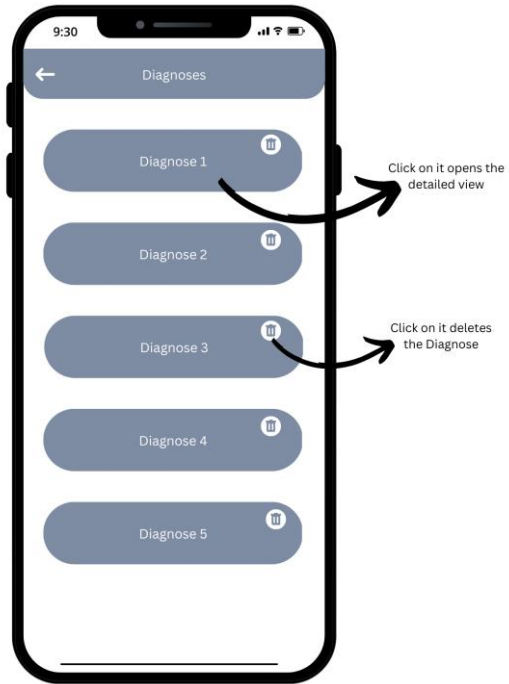 9:30
Diagnoses
Diagnose 1
Click on it opens the
detailed view
Diagnose 2
Diagnose 3
Click on it deletes
the Diagnose
Diagnose 4
Diagnose 5